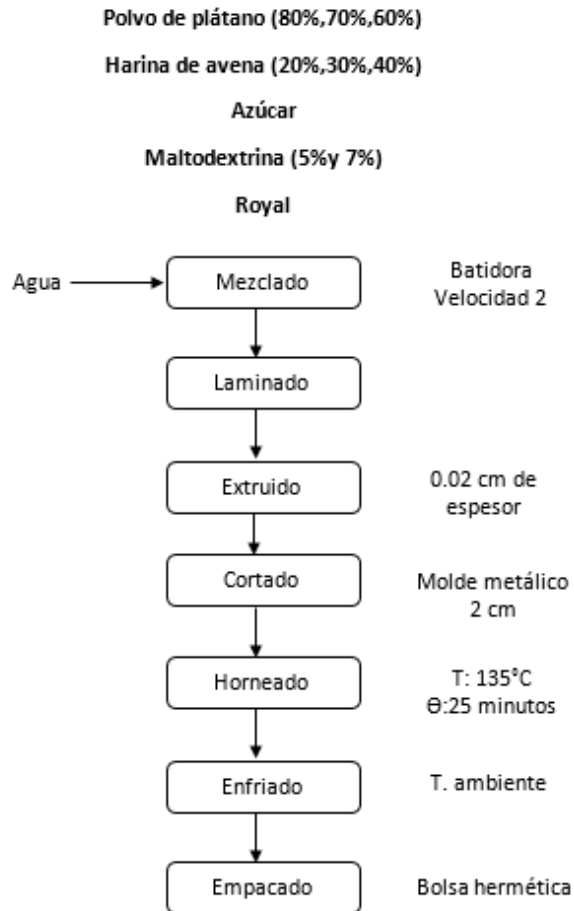 Polvo de plátano (80%,70%,60%)
Harina de avena (20%,30%,40%)
Azúcar
Maltodextrina (5%y 7%)
Royal
Agua
Mezclado
Batidora
Velocidad 2
Laminado
Extruido
0.02 cm de
espesor
Cortado
Molde metálico
2 cm
Horneado
T: 135°C
Ɵ:25 minutos
Enfriado
T. ambiente
Empacado
Bolsa hermética